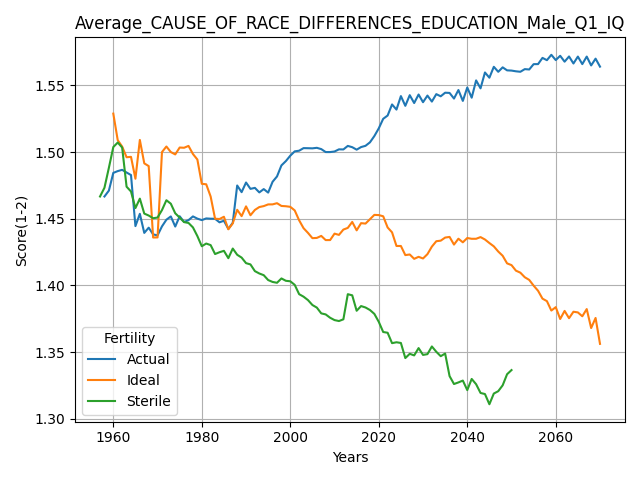 Average_CAUSE_OF_RACE_DIFFERENCES_EDUCATION_Male_Q1_IQ
Score(1-2)
1.55
1.50
1.45
1.40
1.35
1.30
Fertility
Actual
Ideal
Sterile
1960 1980 2000 2020 2040 2060
Years